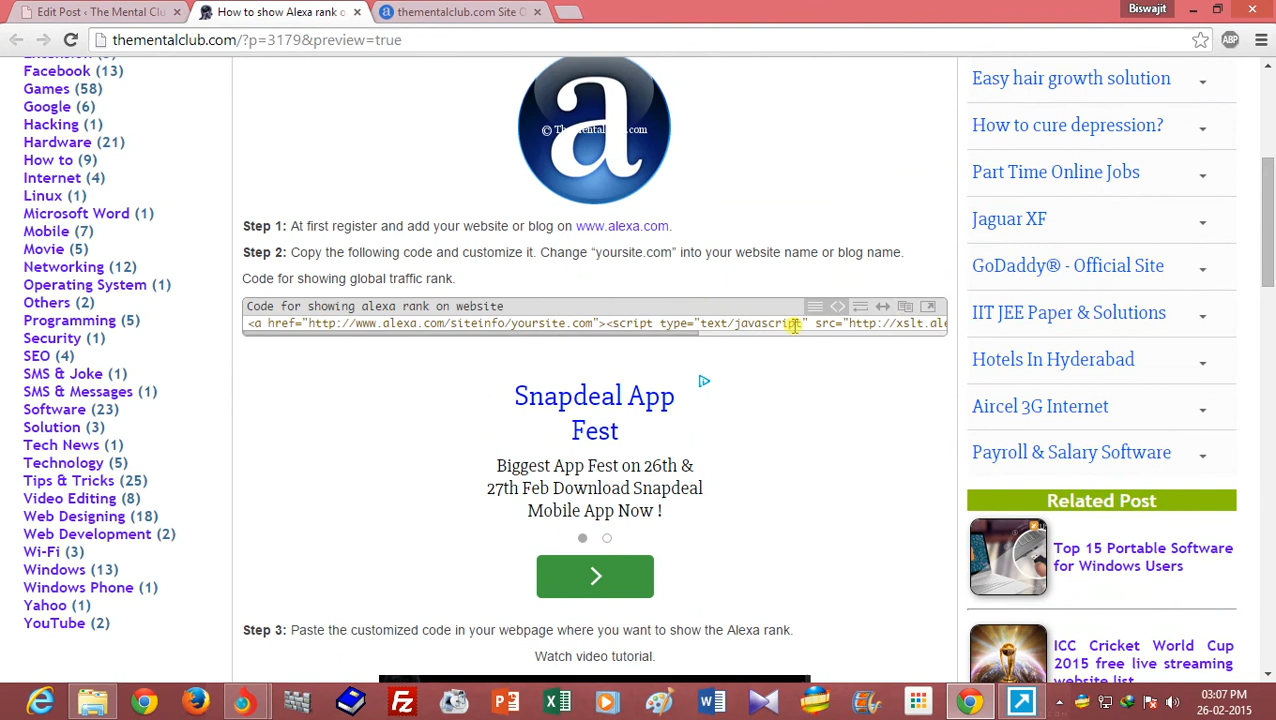 Edit Post ‹ The Mental Clu
How to show Alexa rank o
thementalclub.com Site O
Biswajit
thementalclub.com/?p=3179&preview=true
ABP
Facebook (13)
Games (58)
Google (6)
Hacking (1)
Hardware (21)
How to (9)
Internet (4)
Linux (1)
Microsoft Word (1)
Mobile (7)
Movie (5)
Networking (12)
Operating System (1)
Others (2)
Programming (5)
Security (1)
SEO (4)
SMS & Joke (1)
SMS & Messages (1)
Software (23)
Solution (3)
Tech News (1)
Technology (5)
Tips & Tricks (25)
Video Editing (8)
Web Designing (18)
Web Development (2)
Wi-Fi (3)
Windows (13)
Windows Phone (1)
Yahoo (1)
YouTube (2)
a
Step 1: At first register and add your website or blog on www.alexa.com.
Step 2: Copy the following code and customize it. Change “yoursite.com” into your website name or blog name.
Code for showing global traffic rank.
Code for showing alexa rank on website
<a href="http://www.alexa.com/siteinfo/yoursite.com"><script type="text/javascript" src="http://xslt.ale
Snapdeal App
Fest
Biggest App Fest on 26th &
27th Feb Download Snapdeal
Mobile App Now !
Step 3: Paste the customized code in your webpage where you want to show the Alexa rank.
Watch video tutorial.
Easy hair growth solution
How to cure depression?
Part Time Online Jobs
Jaguar XF
GoDaddy® - Official Site
IIT JEE Paper & Solutions
Hotels In Hyderabad
Aircel 3G Internet
Payroll & Salary Software
Related Post
Top 15 Portable Software
for Windows Users
ICC Cricket World Cup
2015 free live streaming
website list
03:07 PM
26-02-2015